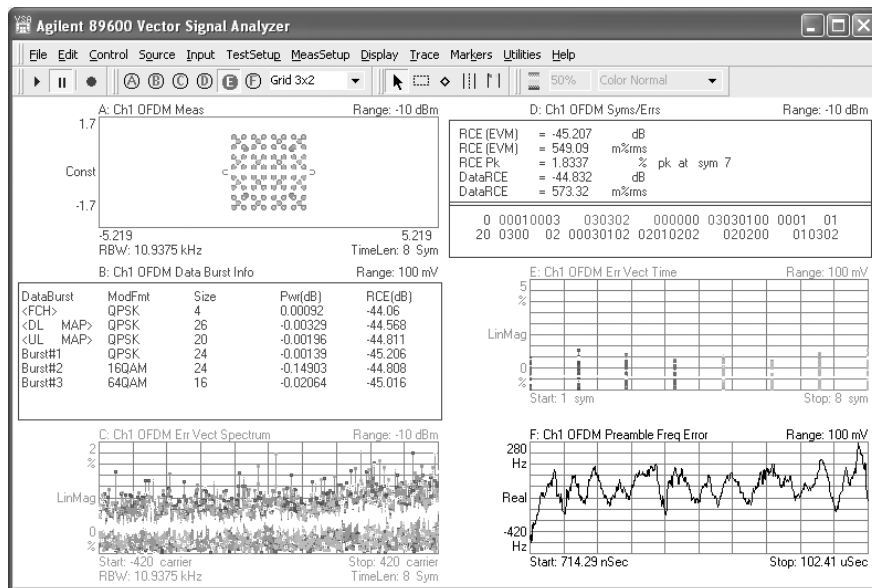 Agilent 89600 Vector Signal Analyzer
File Edit Control Source Input TestSetup MeasSetup Display Trace Markers Utilities Help
A B C D E F Grid 3x2 50% Color Normal
A: Ch1 OFDM Meas Range: -10 dBm
1.7
Const
-1.7
-5.219 5.219
RBW: 10.9375 kHz TimeLen: 8 Sym
D: Ch1 OFDM Syms/Errs Range: -10 dBm
RCE (EVM) = -45.207 dB
RCE (EVM) = 549.09 m%rms
RCE Pk = 1.8337 % pk at sym 7
DataRCE = -44.832 dB
DataRCE = 573.32 m%rms
0 00010003 030302 000000 03030100 0001 01
20 0300 02 00030102 02010202 020200 010302
B: Ch1 OFDM Data Burst Info Range: 100 mV
DataBurst ModFmt Size Pwr(dB) RCE(dB)
<FCH> QPSK 4 0.00092 -44.06
<DL MAP> QPSK 26 -0.00329 -44.568
<UL MAP> QPSK 20 -0.00196 -44.811
Burst#1 QPSK 24 -0.00139 -45.206
Burst#2 16QAM 24 -0.14903 -44.808
Burst#3 64QAM 16 -0.02064 -45.016
E: Ch1 OFDM Err Vect Time Range: 100 mV
5
%
LinMag
0
%
Start: 1 sym Stop: 8 sym
C: Ch1 OFDM Err Vect Spectrum Range: -10 dBm
2
%
LinMag
0
%
Start: -420 carrier Stop: 420 carrier
RBW: 10.9375 kHz TimeLen: 8 Sym
F: Ch1 OFDM Preamble Freq Error Range: 100 mV
280
Hz
Real
-420
Hz
Start: 714.29 nSec Stop: 102.41 uSec